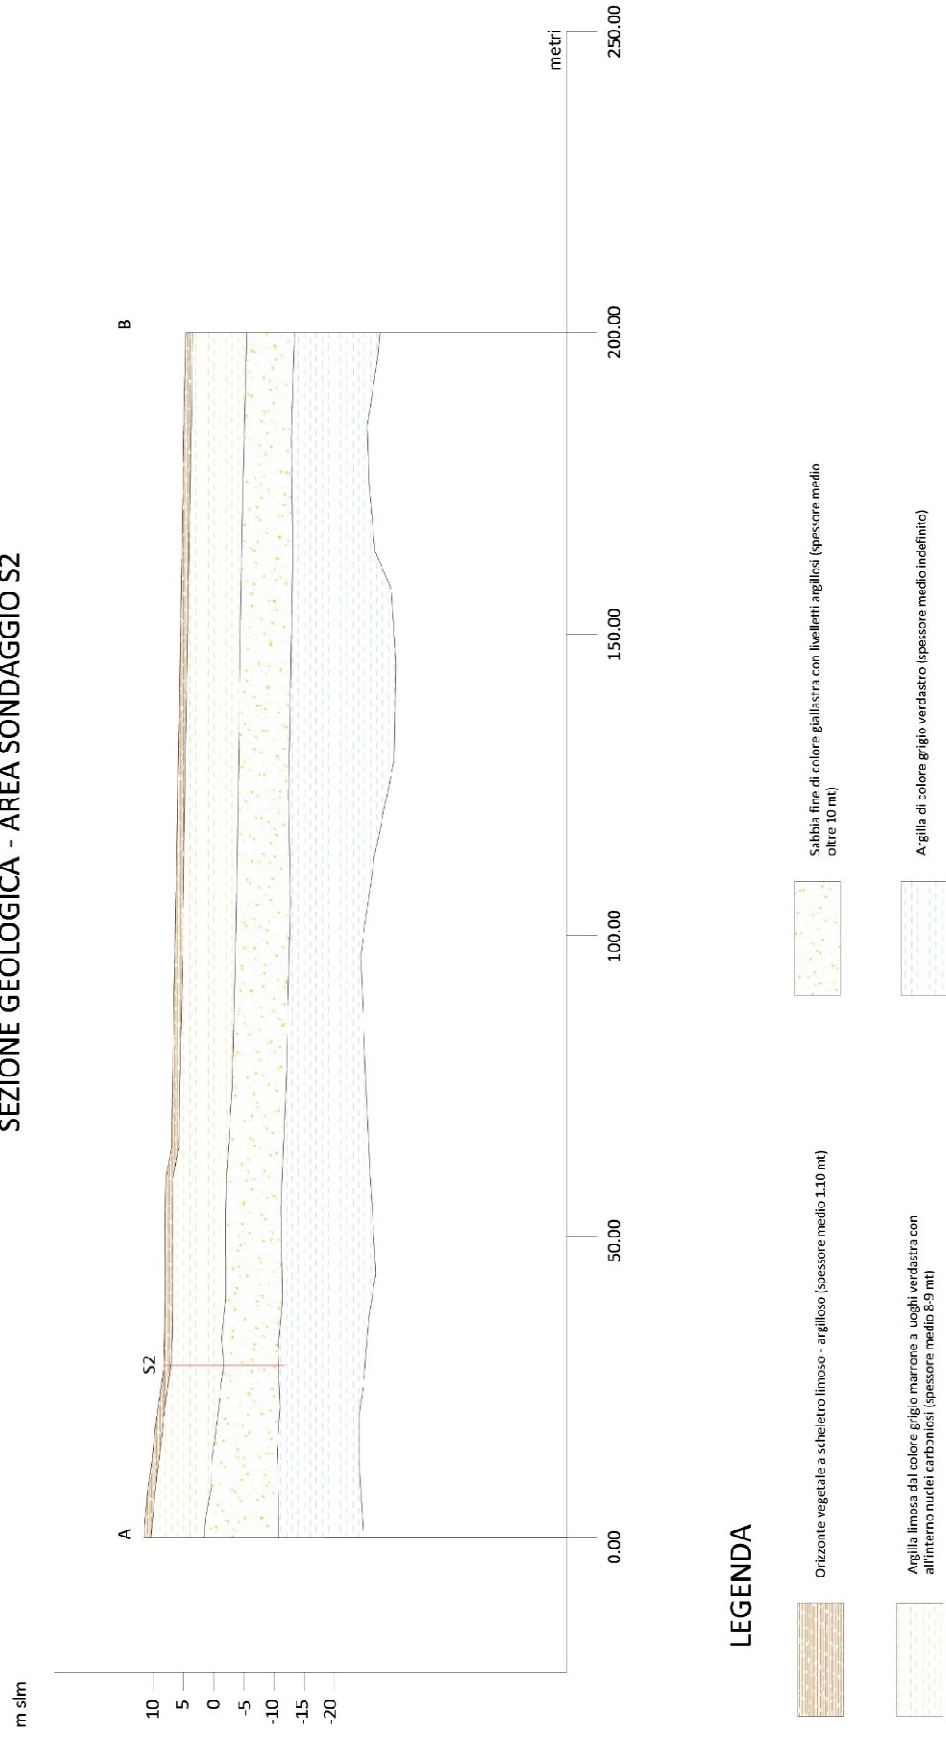 SEZIONE GEOLOGICA - AREA SONDAGGIO S2
m slm
10
5
0
-5
-10
-15
-20
A
S2
B
0.00
50.00
100.00
150.00
200.00
250.00
metri
LEGENDA
Orizzonte vegetale a scheletro limoso - argilloso (spessore medio 1.10 mt)
Sabbia fine di colore giallastra con livelletti argillosi (spessore medio
oltre 10 mt)
Argilla limosa dal colore grigio marrone a luoghi verdastra con
all'interno nuclei carboniosi (spessore medio 8-9 mt)
Argilla di colore grigio verdastro (spessore medio indefinito)